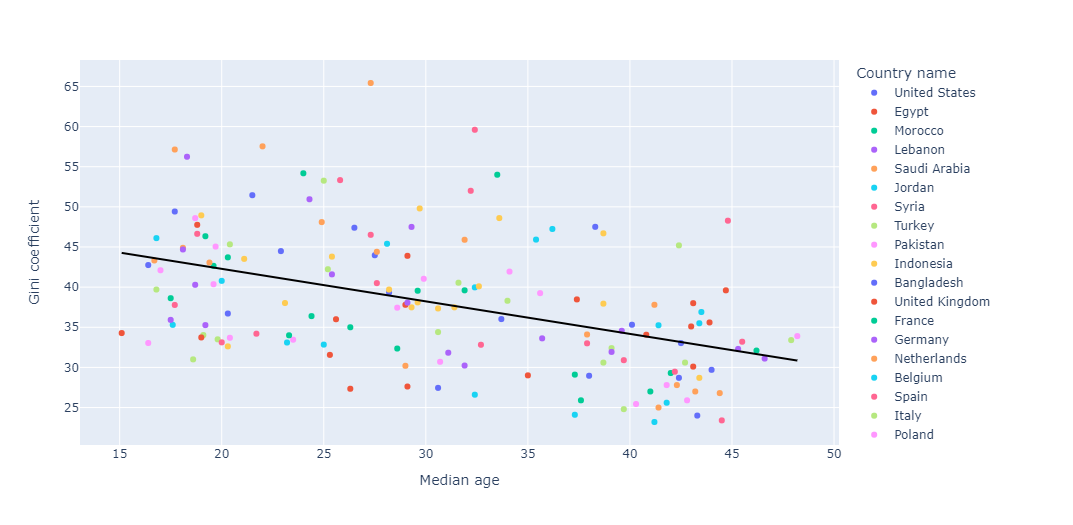 Country name
United States
Egypt
Morocco
Lebanon
Saudi Arabia
Jordan
Syria
Turkey
Pakistan
Indonesia
Bangladesh
United Kingdom
France
Germany
Netherlands
Belgium
Spain
Italy
Poland
Gini coefficient
65
60
55
50
45
40
35
30
25
15 20 25 30 35 40 45 50
Median age